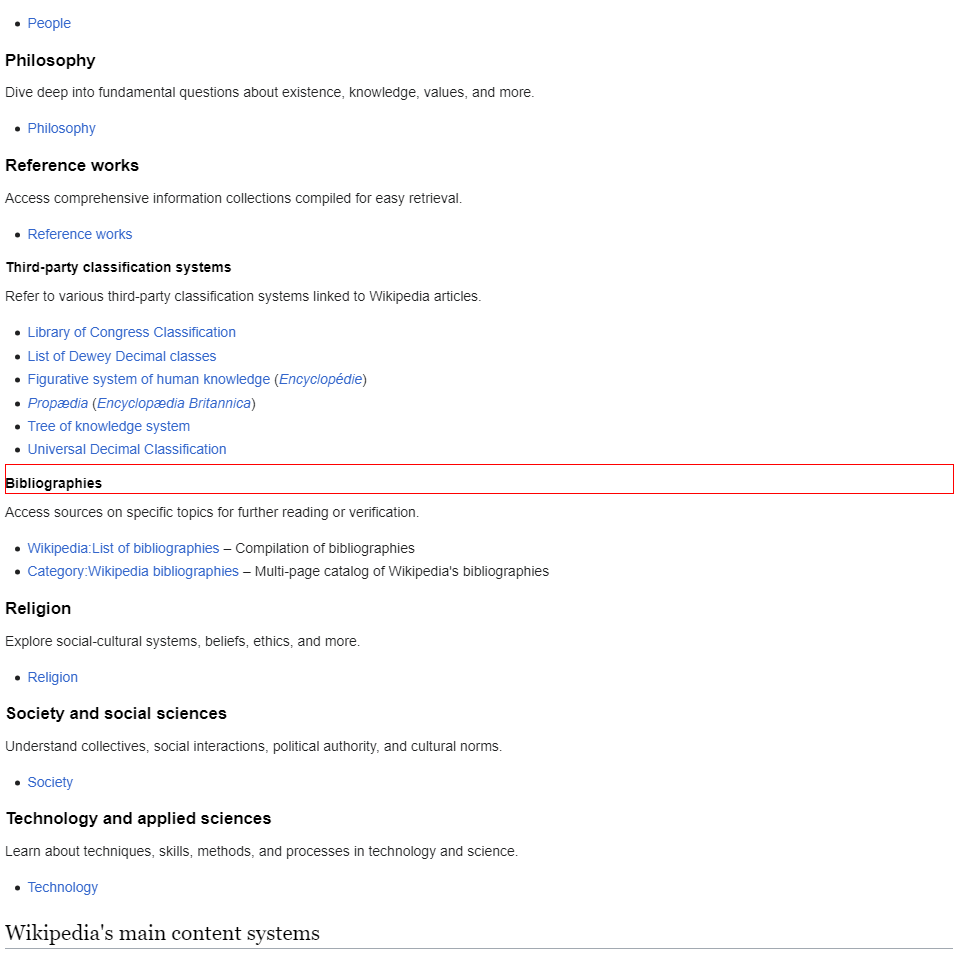 People
Philosophy
Dive deep into fundamental questions about existence, knowledge, values, and more.
Philosophy
Reference works
Access comprehensive information collections compiled for easy retrieval.
Reference works
Third-party classification systems
Refer to various third-party classification systems linked to Wikipedia articles.
Library of Congress Classification
List of Dewey Decimal classes
Figurative system of human knowledge (Encyclopédie)
Propædia (Encyclopædia Britannica)
Tree of knowledge system
Universal Decimal Classification
Bibliographies
Access sources on specific topics for further reading or verification.
Wikipedia:List of bibliographies – Compilation of bibliographies
Category:Wikipedia bibliographies – Multi-page catalog of Wikipedia's bibliographies
Religion
Explore social-cultural systems, beliefs, ethics, and more.
Religion
Society and social sciences
Understand collectives, social interactions, political authority, and cultural norms.
Society
Technology and applied sciences
Learn about techniques, skills, methods, and processes in technology and science.
Technology
Wikipedia's main content systems